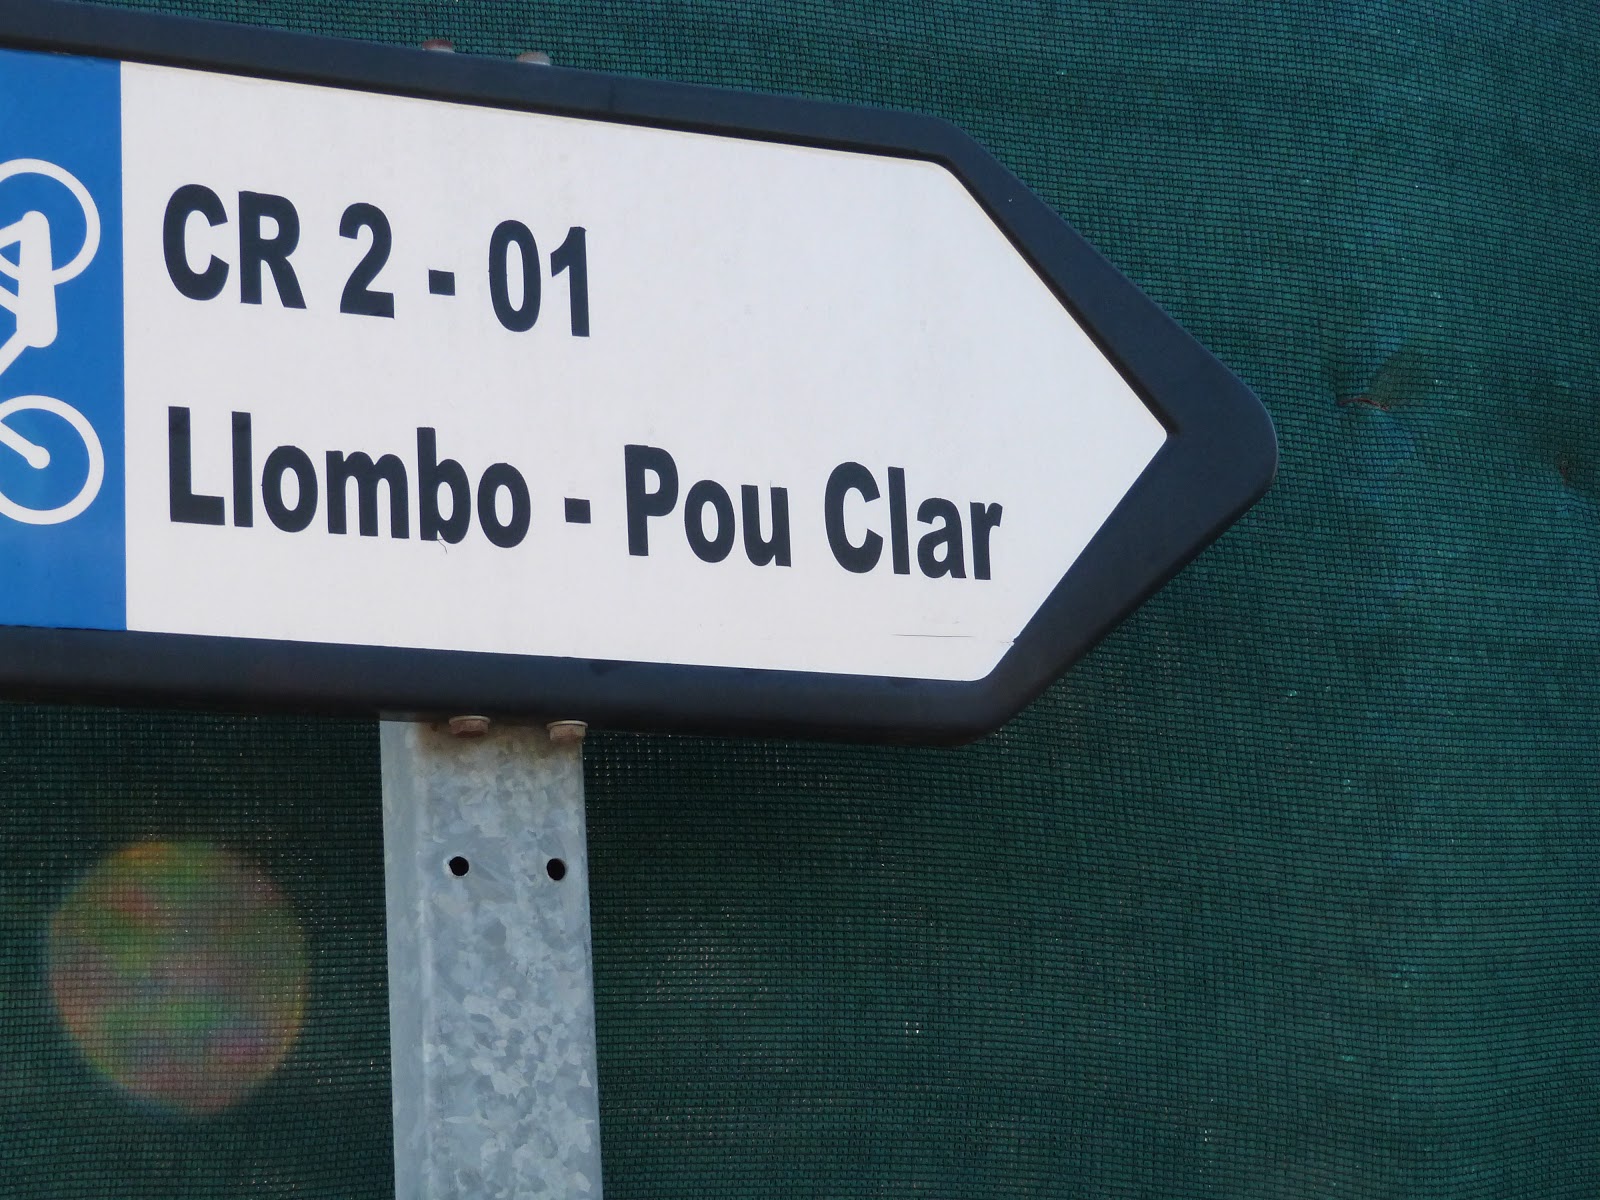 CR 2 - 01
Llombo - Pou Clar